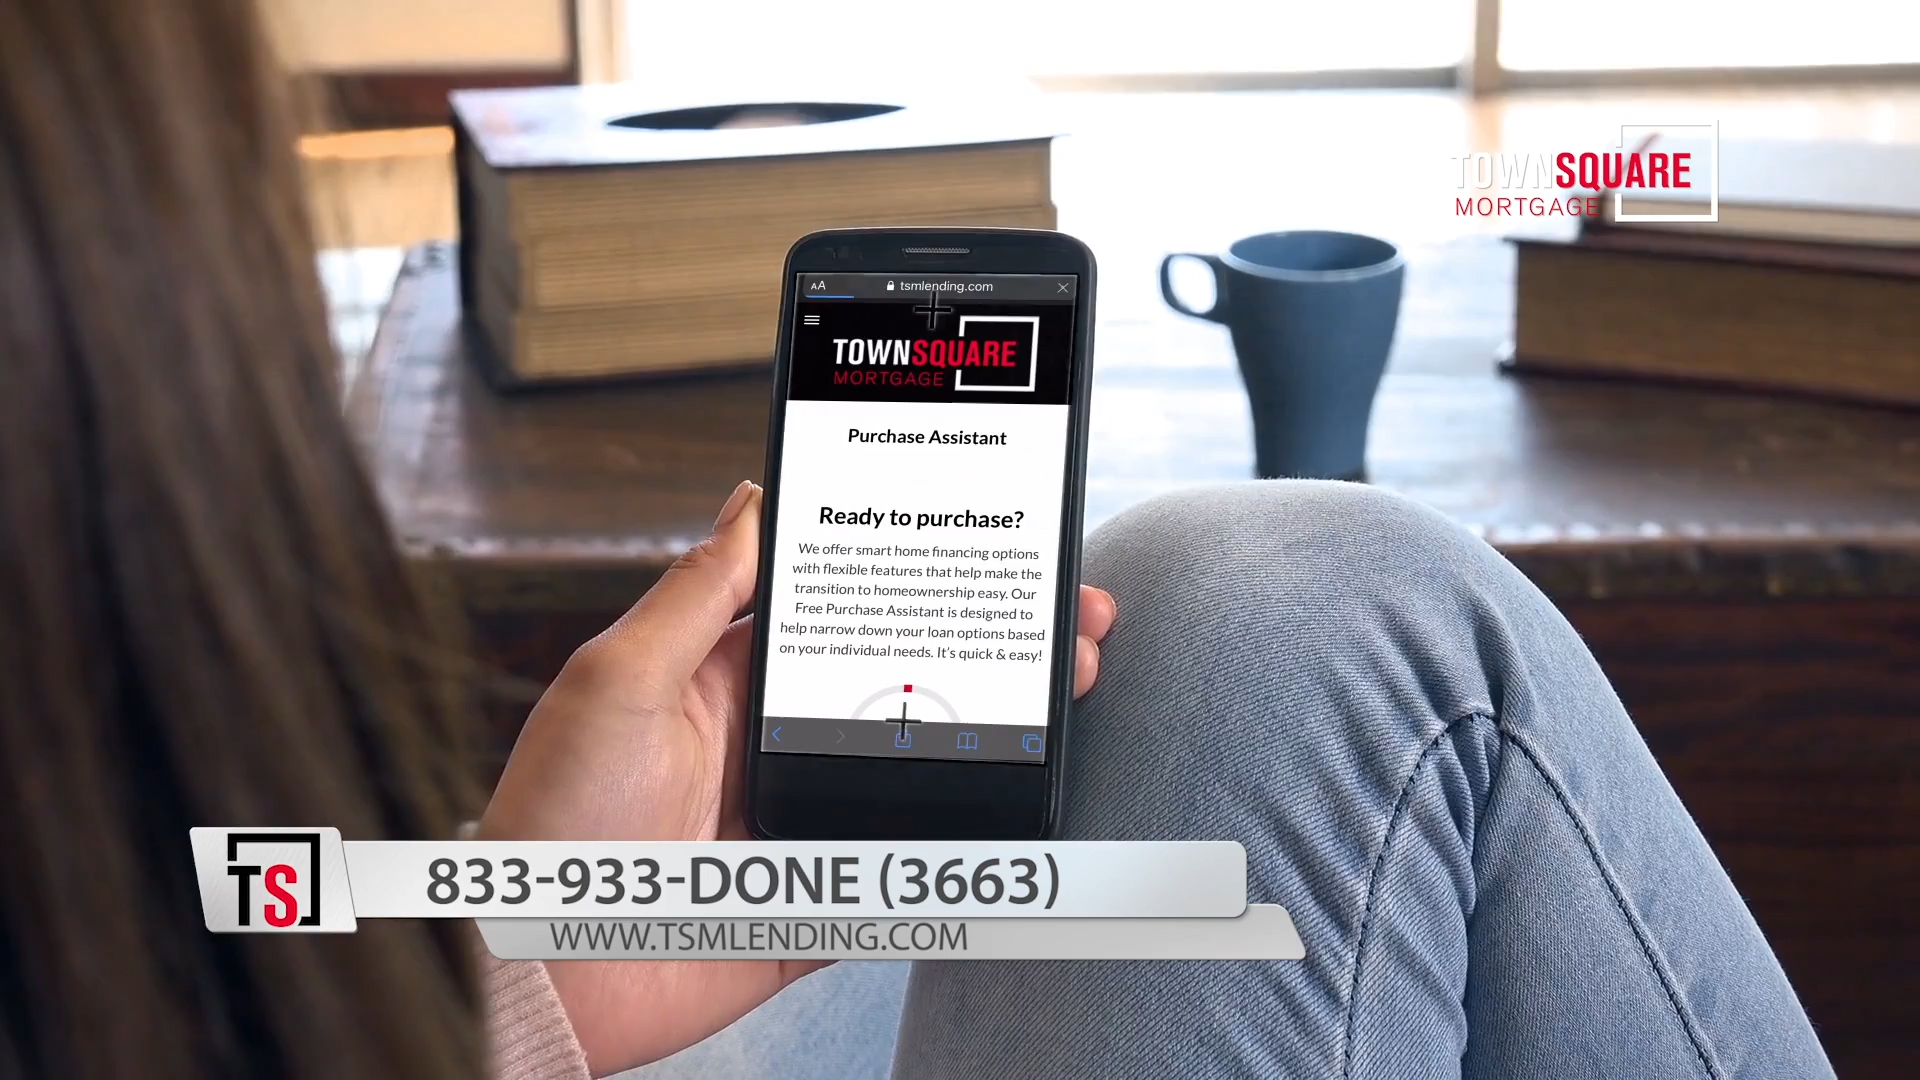 TOWNSQUARE
MORTGAGE
AA
tsmlending.com
TOWNSQUARE
MORTGAGE
Purchase Assistant
Ready to purchase?
We offer smart home financing options
with flexible features that help make the
transition to homeownership easy. Our
Free Purchase Assistant is designed to
help narrow down your loan options based
on your individual needs. It's quick & easy!
TS
833-933-DONE (3663)
WWW.TSMLENDING.COM